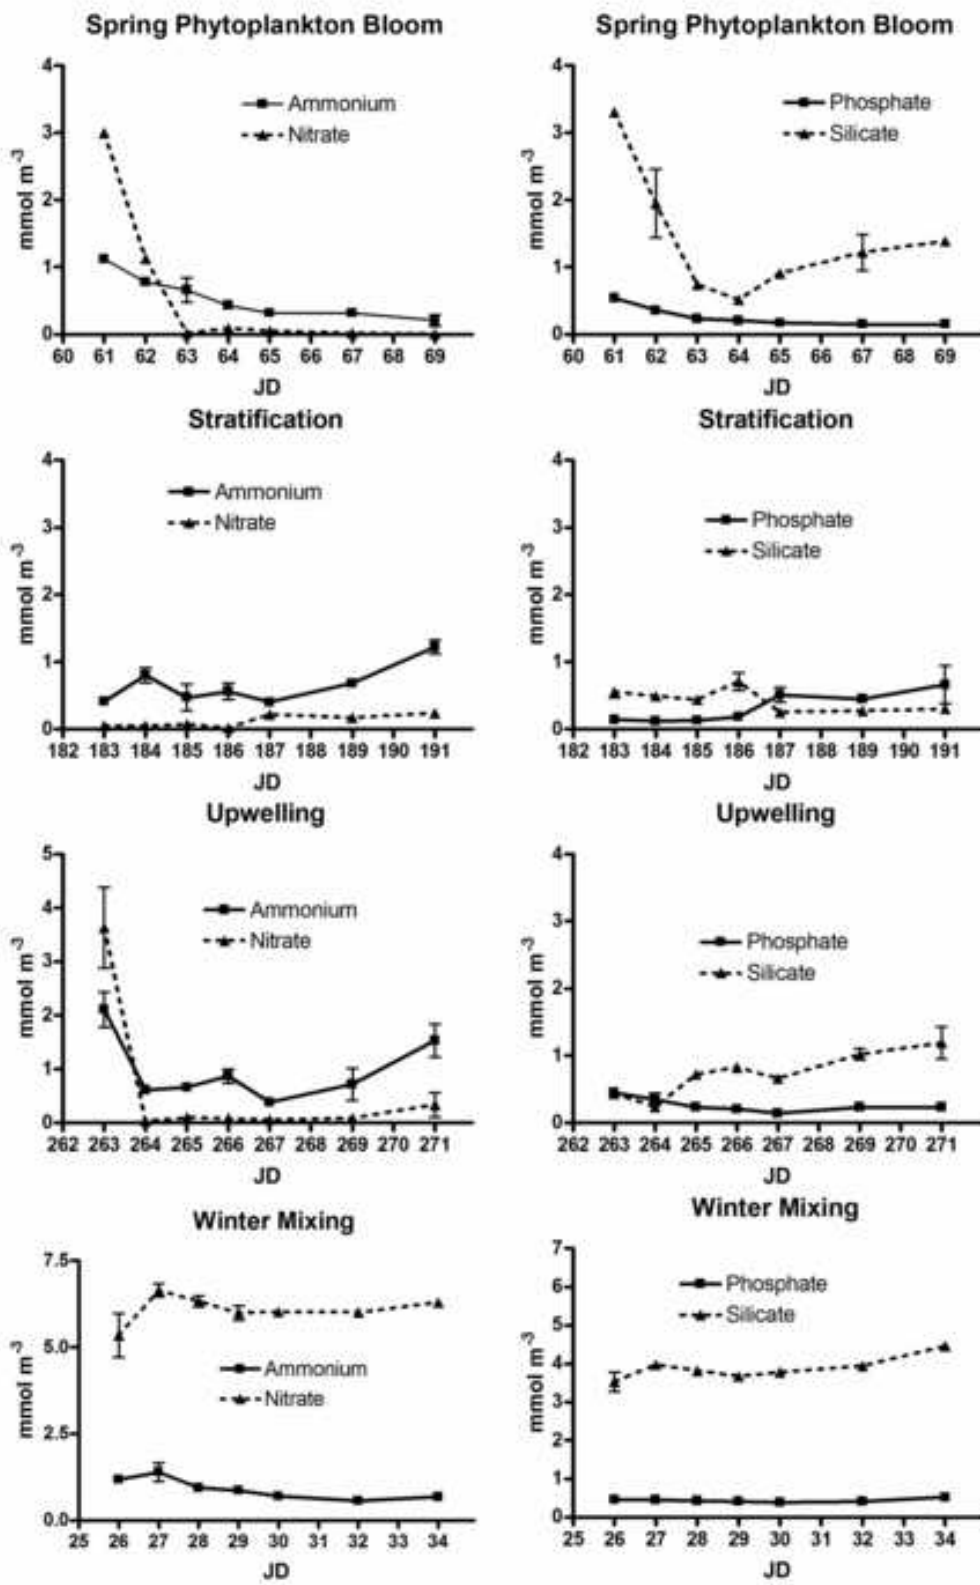 Spring Phytoplankton Bloom
4
3
2
1
0
mmol m-3
Ammonium
Nitrate
60 61 62 63 64 65 66 67 68 69
JD
Spring Phytoplankton Bloom
4
3
2
1
0
mmol m-3
Phosphate
Silicate
60 61 62 63 64 65 66 67 68 69
JD
Stratification
4
3
2
1
0
mmol m-3
Ammonium
Nitrate
182 183 184 185 186 187 188 189 190 191
JD
Stratification
4
3
2
1
0
mmol m-3
Phosphate
Silicate
182 183 184 185 186 187 188 189 190 191
JD
Upwelling
5
4
3
2
1
0
mmol m-3
Ammonium
Nitrate
262 263 264 265 266 267 268 269 270 271
JD
Upwelling
4
3
2
1
0
mmol m-3
Phosphate
Silicate
262 263 264 265 266 267 268 269 270 271
JD
Winter Mixing
7.5
5.0
2.5
0.0
mmol m-3
Ammonium
Nitrate
25 26 27 28 29 30 31 32 33 34
JD
Winter Mixing
7
6
5
4
3
2
1
0
mmol m-3
Phosphate
Silicate
25 26 27 28 29 30 31 32 33 34
JD